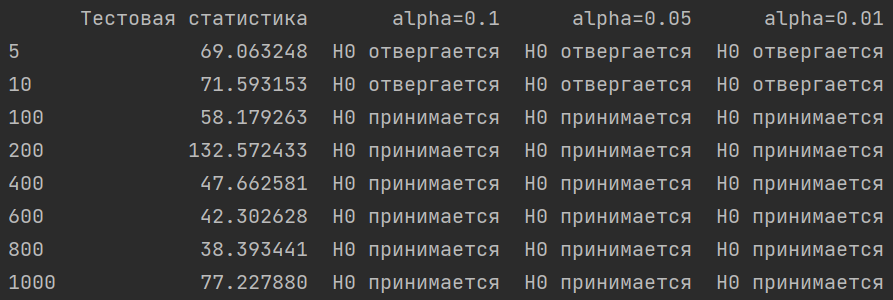 Тестовая статистика alpha=0.1 alpha=0.05 alpha=0.01
5 69.063248 H0 отвергается H0 отвергается H0 отвергается
10 71.593153 H0 отвергается H0 отвергается H0 отвергается
100 58.179263 H0 принимается H0 принимается H0 принимается
200 132.572433 H0 принимается H0 принимается H0 принимается
400 47.662581 H0 принимается H0 принимается H0 принимается
600 42.302628 H0 принимается H0 принимается H0 принимается
800 38.393441 H0 принимается H0 принимается H0 принимается
1000 77.227880 H0 принимается H0 принимается H0 принимается